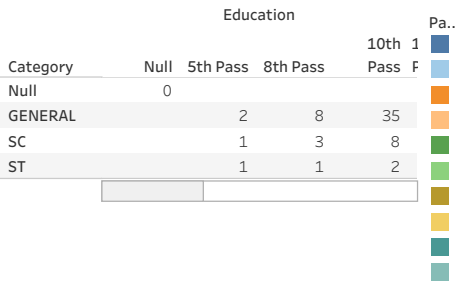 Education
Pa..
10th 1
Category Null 5th Pass 8th Pass Pass
Null 0
GENERAL 2 8 35
SC 1 3 8
ST 1 1 2